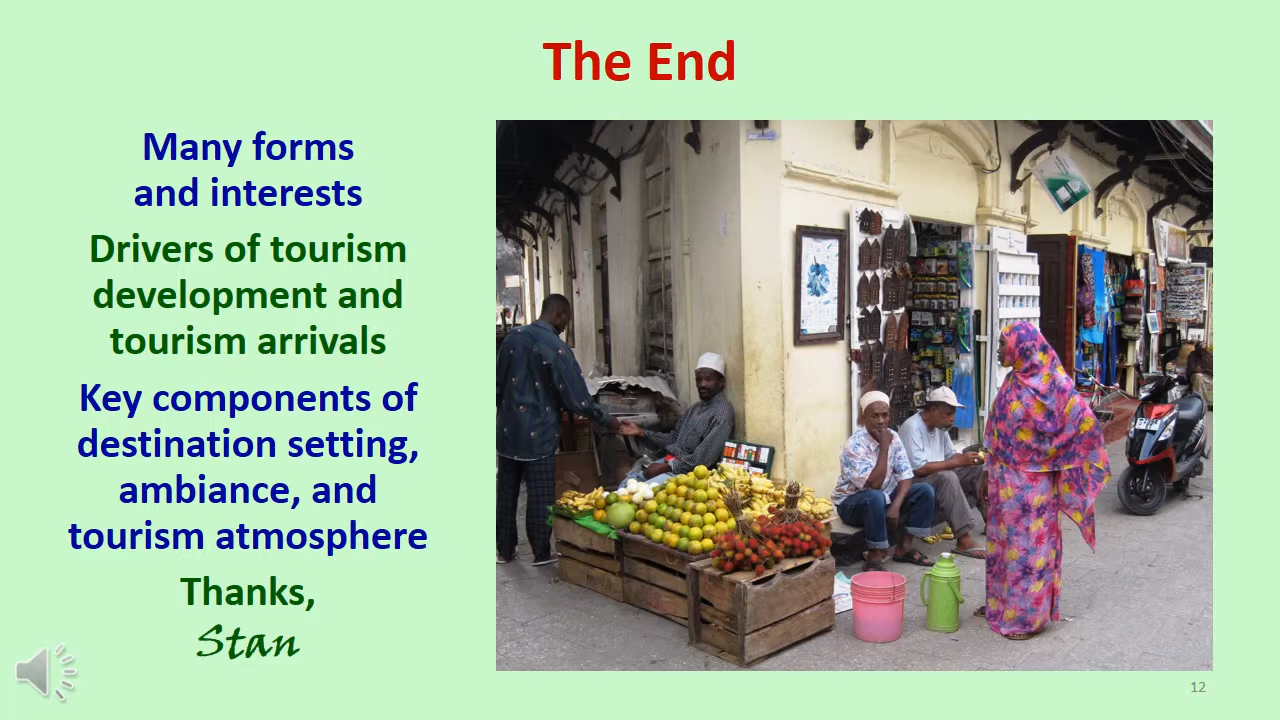 The End
Many forms
and interests
Drivers of tourism
development and
tourism arrivals
Key components of
destination setting,
ambiance, and
tourism atmosphere
Thanks,
Stan
12